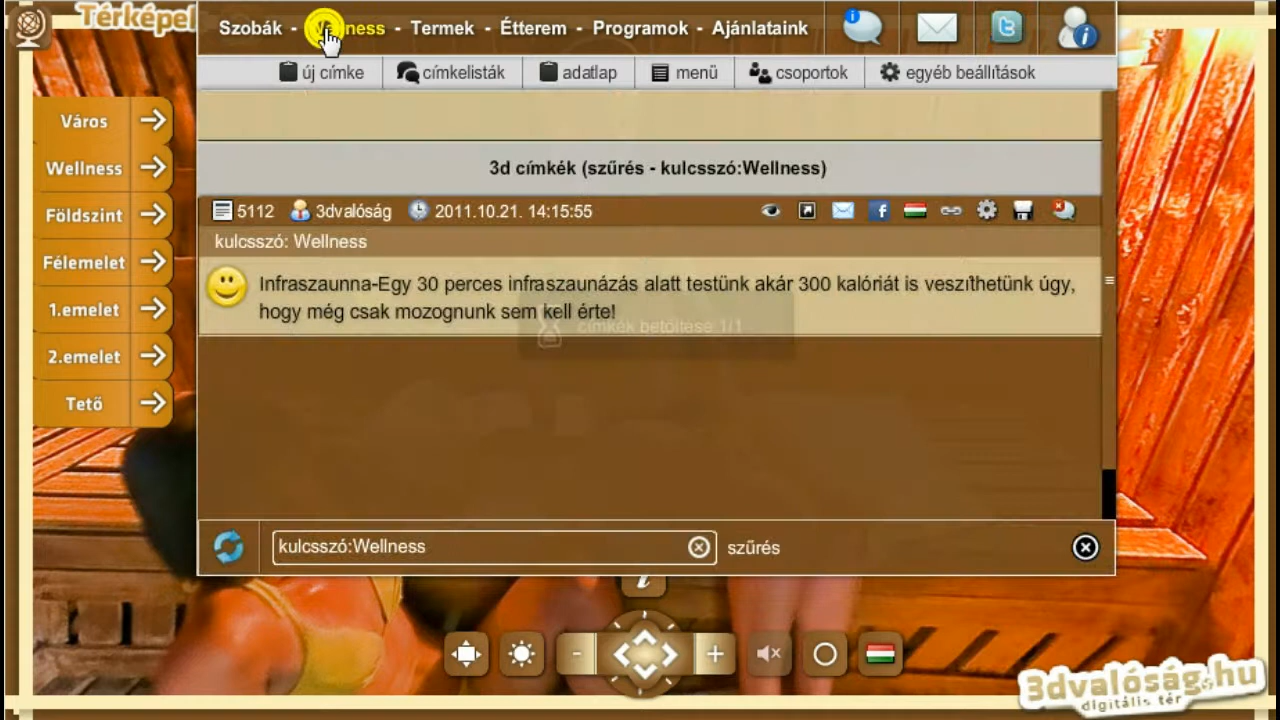 Térképek
Szobák - Wellness - Termek - Étterem - Programok - Ajánlataink
új címke címkelisták adatlap menü csoportok egyéb beállítások
Város
Wellness
Földszint
Félemelet
1.emelet
2.emelet
Tető
3d címkék (szűrés - kulcsszó:Wellness)
5112 3dvalóság 2011.10.21. 14:15:55
kulcsszó: Wellness
Infraszaunna-Egy 30 perces infraszaunázás alatt testünk akár 300 kalóriát is veszíthetünk úgy,
hogy még csak mozognunk sem kell érte!
címkék betöltése 1/1
kulcsszó:Wellness szűrés
i
- +
3dvalóság.hu
digitális tér